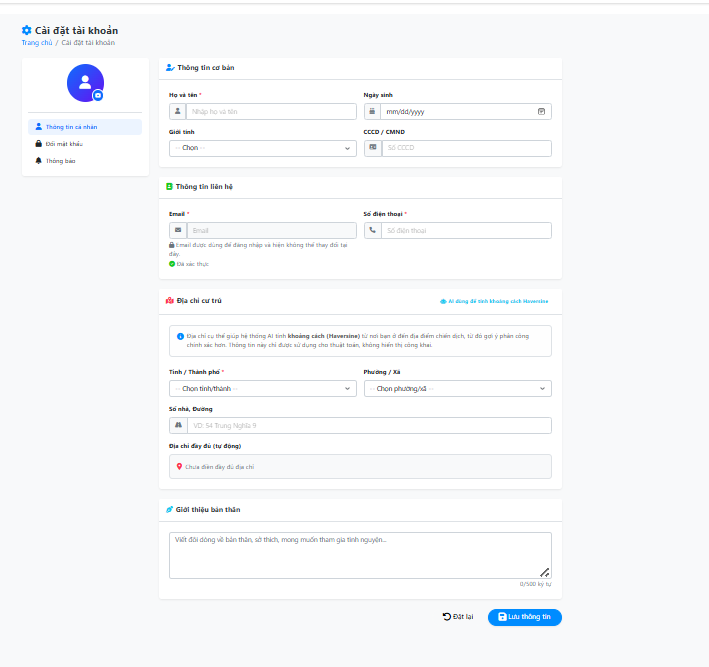 Cài đặt tài khoản
Trang chủ / Cài đặt tài khoản
Thông tin cá nhân
Đổi mật khẩu
Thông báo
Thông tin cơ bản
Họ và tên *
Ngày sinh
Nhập họ và tên
mm/dd/yyyy
Giới tính
CCCD / CMND
-- Chọn --
Số CCCD
Thông tin liên hệ
Email *
Số điện thoại *
Email
Số điện thoại
Email được dùng để đăng nhập và hiện không thể thay đổi tại
đây.
Đã xác thực
Địa chỉ cư trú
AI dùng để tính khoảng cách Haversine
Địa chỉ cụ thể giúp hệ thống AI tính khoảng cách (Haversine) từ nơi bạn ở đến địa điểm chiến dịch, từ đó gợi ý phân công
chính xác hơn. Thông tin này chỉ được sử dụng cho thuật toán, không hiển thị công khai.
Tỉnh / Thành phố *
Phường / Xã
-- Chọn tỉnh/thành --
-- Chọn phường/xã --
Số nhà, Đường
VD: 54 Trung Nghĩa 9
Địa chỉ đầy đủ (tự động)
Chưa điền đầy đủ địa chỉ
Giới thiệu bản thân
Viết đôi dòng về bản thân, sở thích, mong muốn tham gia tình nguyện...
0/500 ký tự
Đặt lại
Lưu thông tin